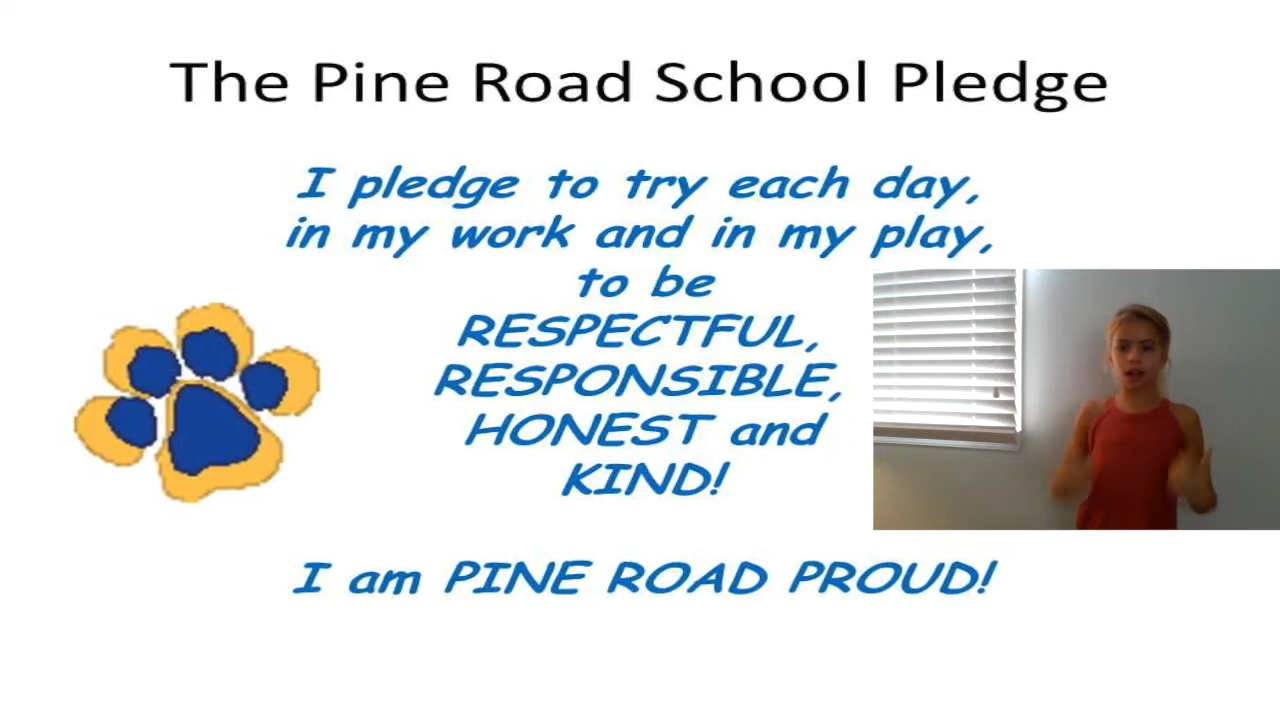 The Pine Road School Pledge
I pledge to try each day,
in my work and in my play,
to be
RESPECTFUL,
RESPONSIBLE,
HONEST and
KIND!
I am PINE ROAD PROUD!